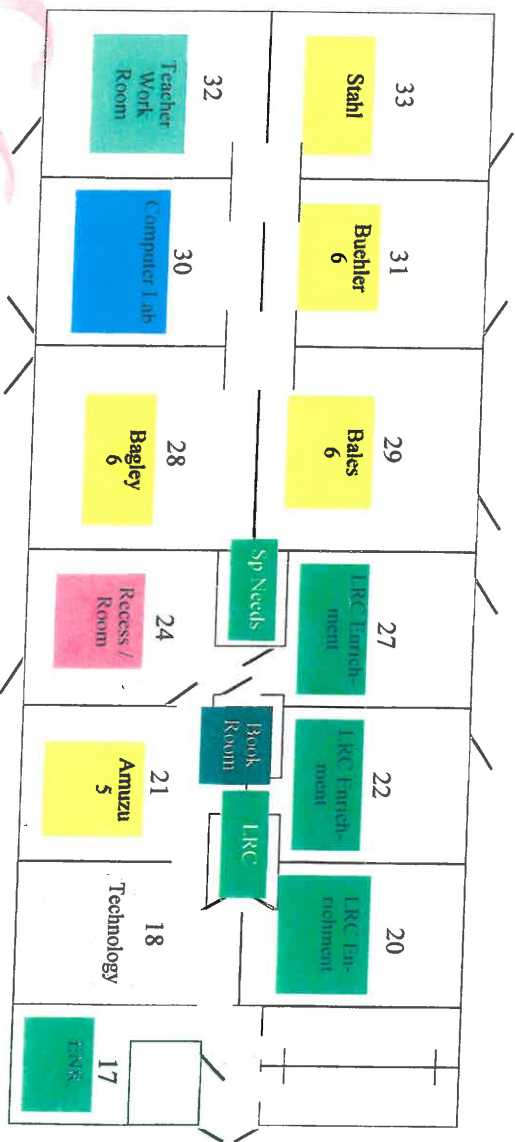 33
Stahl
31
Buehler
6
29
Bales
6
27
LRC Enrich-
ment
22
LRC Enrich-
ment
20
LRC En-
richment
Sp Needs
Book
Room
LRC
32
Teacher
Work
Room
30
Computer Lab
28
Bagley
6
24
Recess /
Room
21
Amuzu
5
18
Technology
17